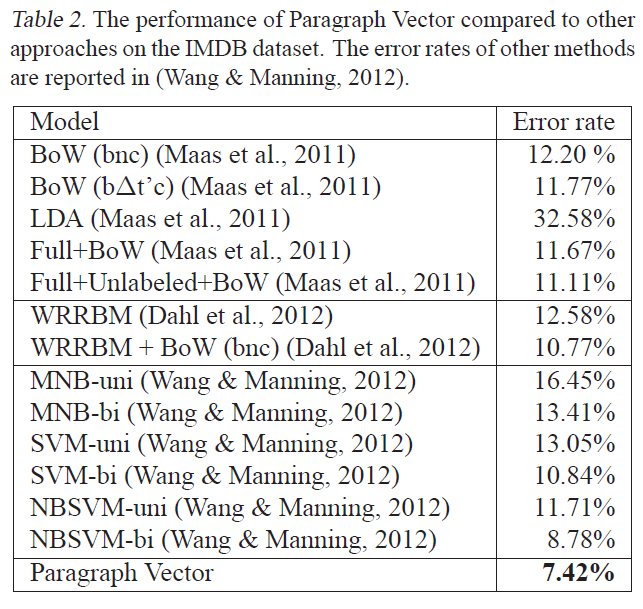 Table 2. The performance of Paragraph Vector compared to other
approaches on the IMDB dataset. The error rates of other methods
are reported in (Wang & Manning, 2012).
Model Error rate
BoW (bnc) (Maas et al., 2011) 12.20 %
BoW (bΔt’c) (Maas et al., 2011) 11.77%
LDA (Maas et al., 2011) 32.58%
Full+BoW (Maas et al., 2011) 11.67%
Full+Unlabeled+BoW (Maas et al., 2011) 11.11%
WRRBM (Dahl et al., 2012) 12.58%
WRRBM + BoW (bnc) (Dahl et al., 2012) 10.77%
MNB-uni (Wang & Manning, 2012) 16.45%
MNB-bi (Wang & Manning, 2012) 13.41%
SVM-uni (Wang & Manning, 2012) 13.05%
SVM-bi (Wang & Manning, 2012) 10.84%
NBSVM-uni (Wang & Manning, 2012) 11.71%
NBSVM-bi (Wang & Manning, 2012) 8.78%
Paragraph Vector 7.42%